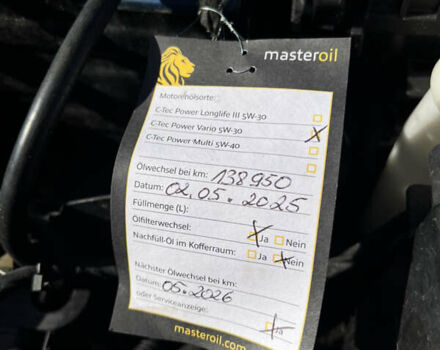 masteroil
Motorenölsorte:
C-Tec Power Longlife III 5W-30
C-Tec Power Vario 5W-30
C-Tec Power Multi 5W-40
Ölwechsel bei km: 138950
Datum: 02.05.2025
Füllmenge (L):
Ölfilterwechsel: Ja Nein
Nachfüll-Öl im Kofferraum: Ja Nein
Nächster Ölwechsel bei km:
Datum: 05.2026
oder Serviceanzeige: Ja
masteroil.com